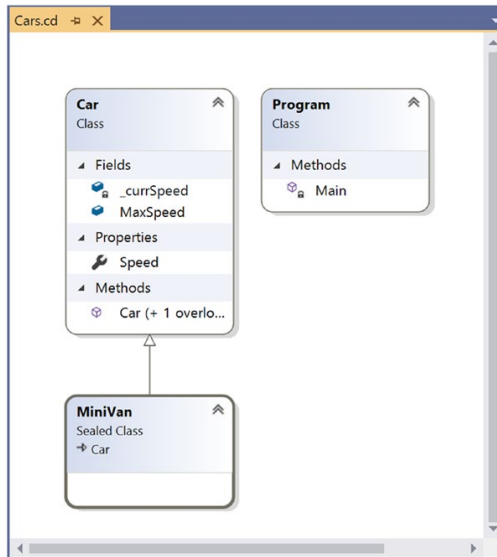 Cars.cd
Car
Class
Fields
_currSpeed
MaxSpeed
Properties
Speed
Methods
Car (+ 1 overlo...
Program
Class
Methods
Main
MiniVan
Sealed Class
Car